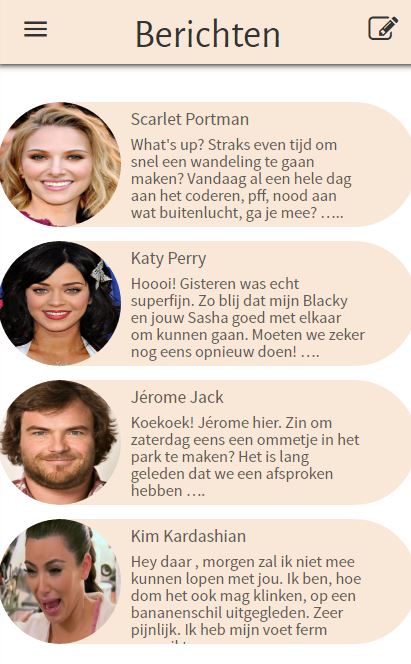 Berichten
Scarlet Portman
What's up? Straks even tijd om
snel een wandeling te gaan
maken? Vandaag al een hele dag
aan het coderen, pff, nood aan
wat buitenlucht, ga je mee? …..
Katy Perry
Hoooi! Gisteren was echt
superfijn. Zo blij dat mijn Blacky
en jouw Sasha goed met elkaar
om kunnen gaan. Moeten we zeker
nog eens opnieuw doen! ….
Jérome Jack
Koekoek! Jérome hier. Zin om
zaterdag eens een ommetje in het
park te maken? Het is lang
geleden dat we een afsproken
hebben ….
Kim Kardashian
Hey daar , morgen zal ik niet mee
kunnen lopen met jou. Ik ben, hoe
dom het ook mag klinken, op een
bananenschil uitgegleden. Zeer
pijnlijk. Ik heb mijn voet ferm